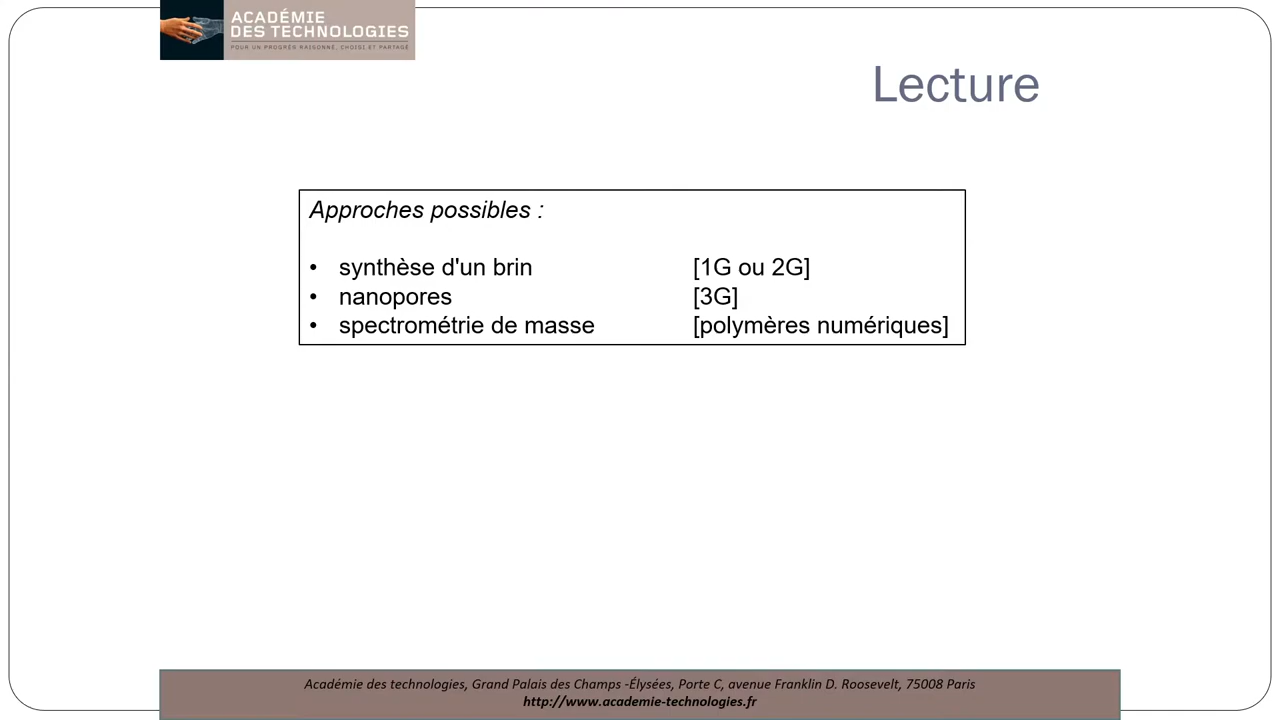 ACADÉMIE
DES TECHNOLOGIES
POUR UN PROGRÈS RAISONNÉ, CHOISI ET PARTAGÉ
Lecture
Approches possibles :
• synthèse d'un brin [1G ou 2G]
• nanopores [3G]
• spectrométrie de masse [polymères numériques]
Académie des technologies, Grand Palais des Champs -Élysées, Porte C, avenue Franklin D. Roosevelt, 75008 Paris
http://www.academie-technologies.fr